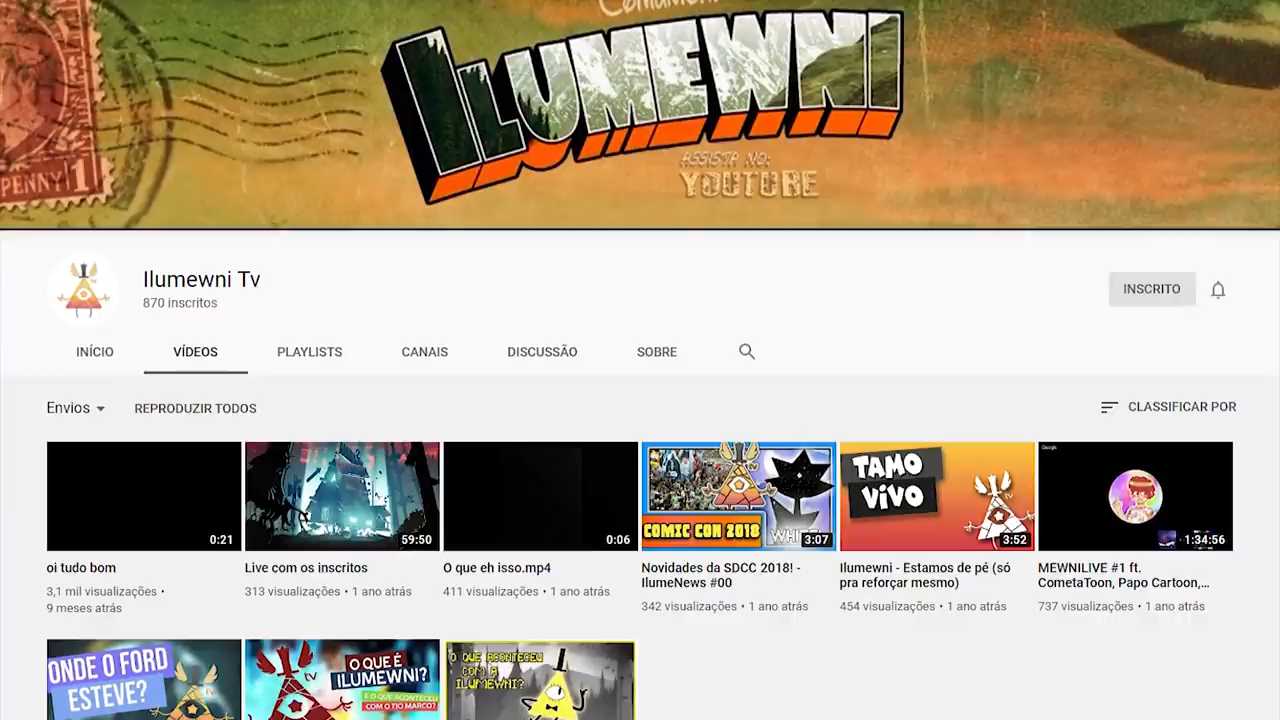 ILUMEWNI
ASSISTA NO:
YOUTUBE
PENNY 1
Ilumewni Tv
870 inscritos
INSCRITO
INÍCIO
VÍDEOS
PLAYLISTS
CANAIS
DISCUSSÃO
SOBRE
Envios
REPRODUZIR TODOS
CLASSIFICAR POR
0:21
59:50
0:06
COMIC CON 2018
3:07
TAMO
VIVO
tv
3:52
Google
1:34:56
oi tudo bom
3,1 mil visualizações •
9 meses atrás
Live com os inscritos
313 visualizações • 1 ano atrás
O que eh isso.mp4
411 visualizações • 1 ano atrás
Novidades da SDCC 2018! -
IlumeNews #00
342 visualizações • 1 ano atrás
Ilumewni - Estamos de pé (só
pra reforçar mesmo)
454 visualizações • 1 ano atrás
MEWNILIVE #1 ft.
CometaToon, Papo Cartoon,...
737 visualizações • 1 ano atrás
ONDE O FORD
ESTEVE?
tv
O QUE É
ILUMEWNI?
E O QUE ACONTECEU
COM O TIO MARCO?
O QUE ACONTECEU
COM A
ILUMEWNI?